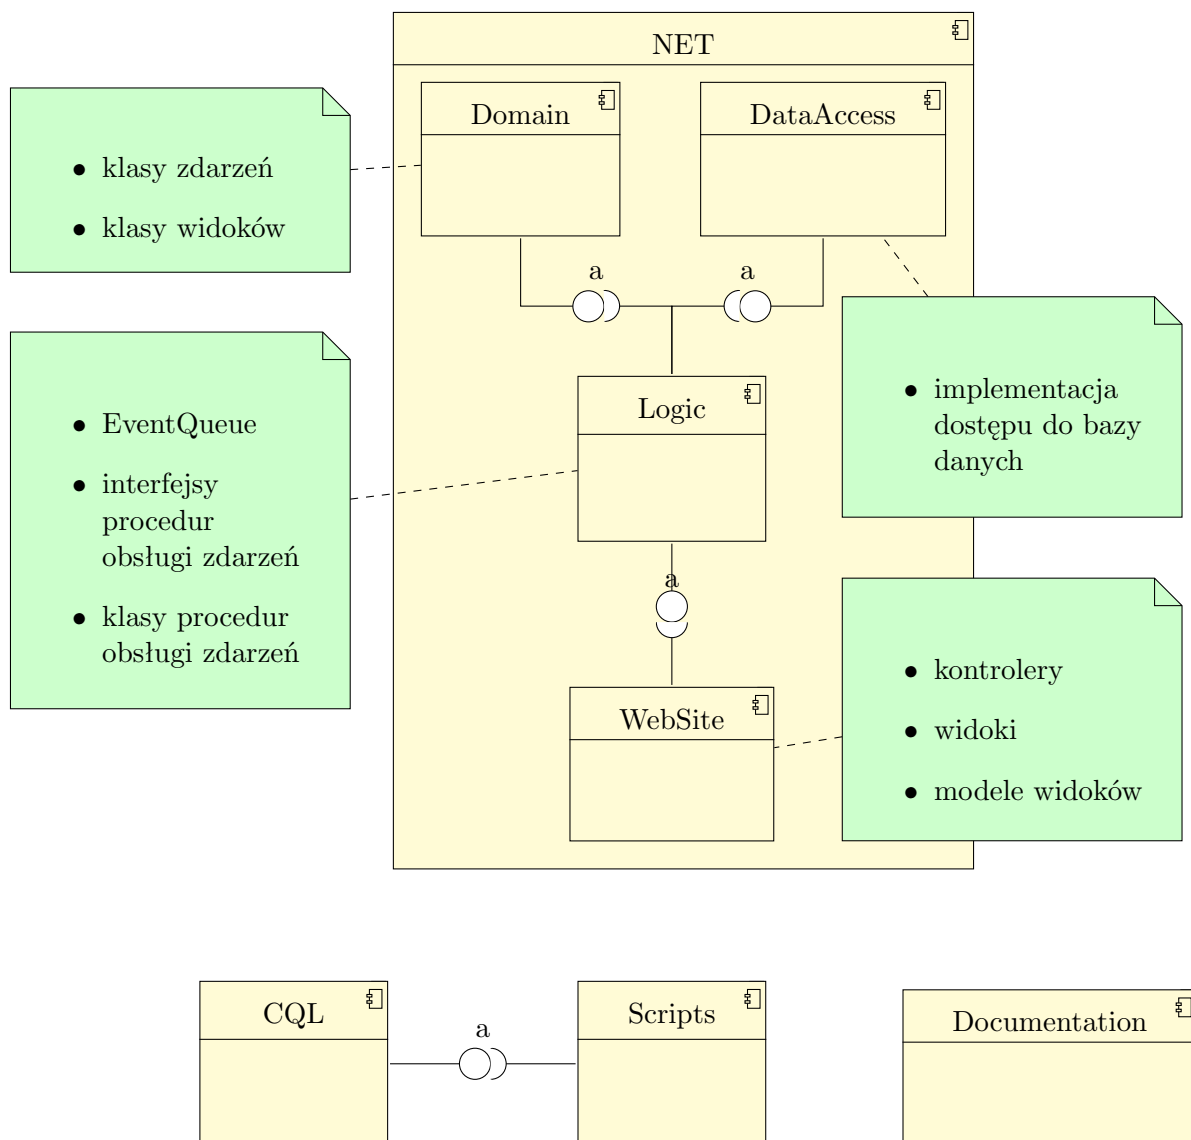 NET
Domain
DataAccess
• klasy zdarzeń
• klasy widoków
a
a
• EventQueue
• interfejsy
procedur
obsługi zdarzeń
• klasy procedur
obsługi zdarzeń
Logic
• implementacja
dostępu do bazy
danych
a
WebSite
• kontrolery
• widoki
• modele widoków
CQL
a
Scripts
Documentation